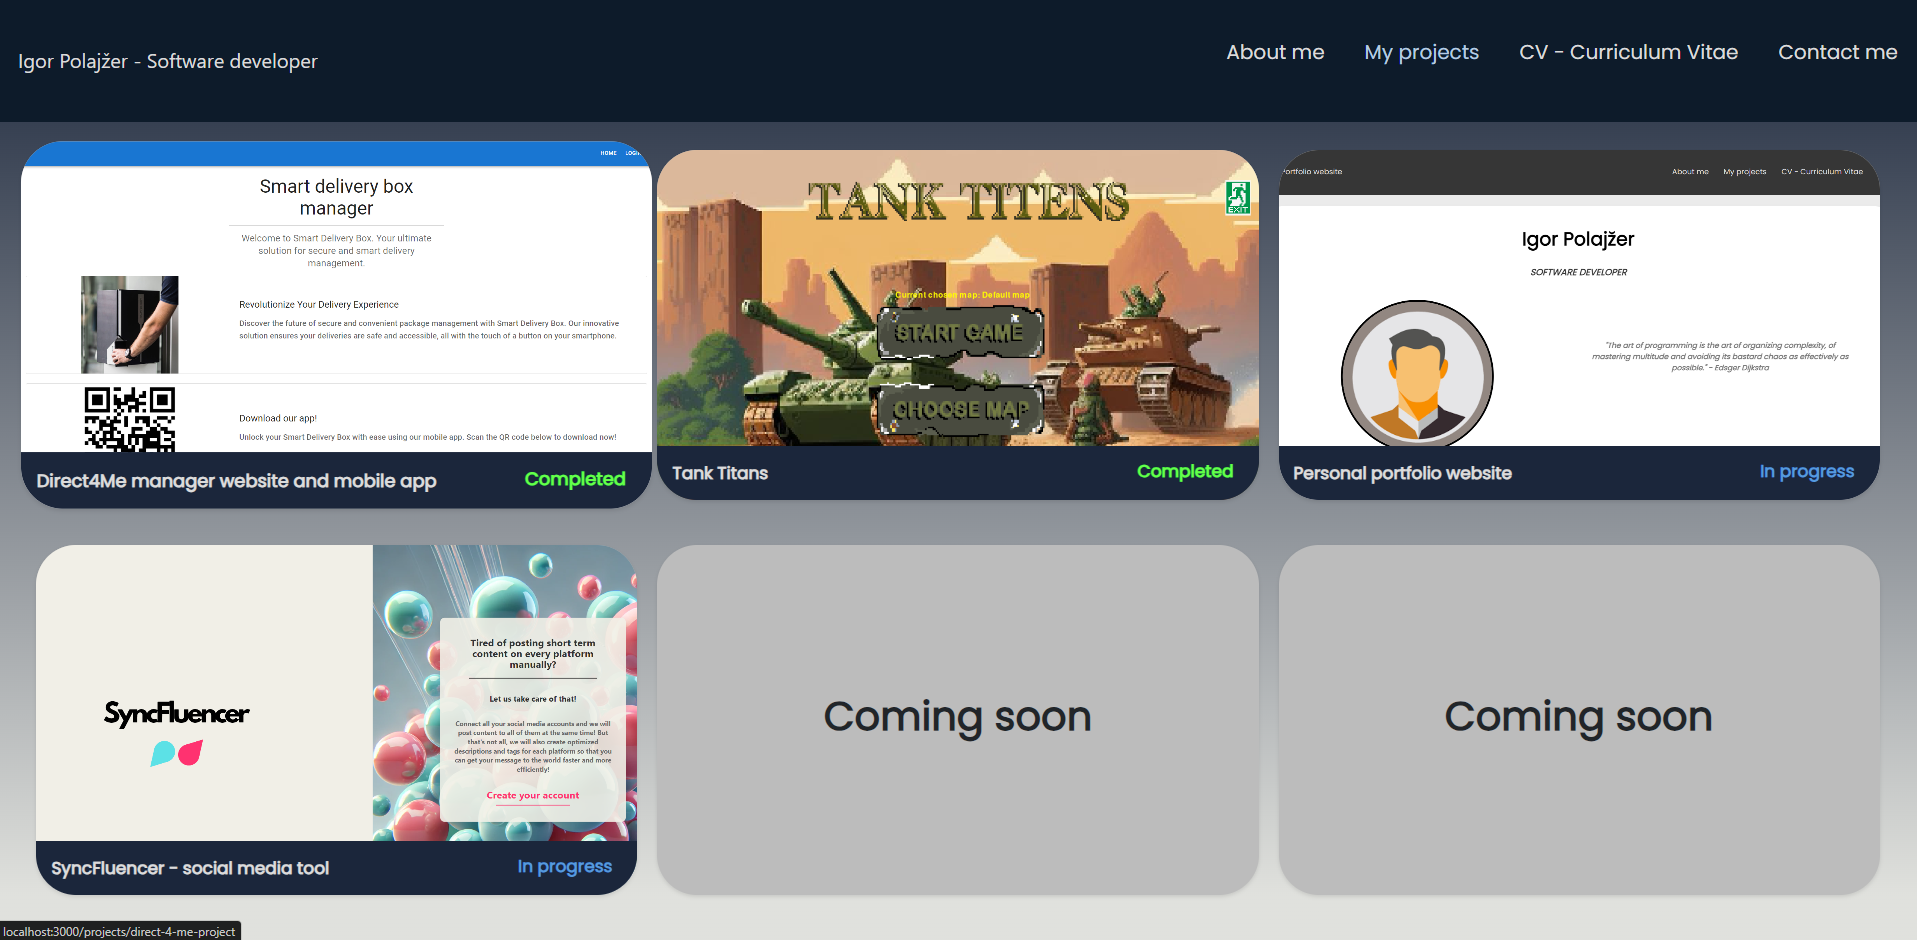 Igor Polajžer - Software developer
About me
My projects
CV - Curriculum Vitae
Contact me
HOME
Smart delivery box
manager
Welcome to Smart Delivery Box. Your ultimate
solution for secure and smart delivery
management.
Revolutionize Your Delivery Experience
Discover the future of secure and convenient package management with Smart Delivery Box. Our innovative
solution ensures your deliveries are safe and accessible, all with the touch of a button on your smartphone.
Download our app!
Unlock your Smart Delivery Box with ease using our mobile app. Scan the QR code below to download now!
Direct4Me manager website and mobile app
Completed
TANK TITENS
EXIT
Current chosen map: Default map
START GAME
CHOOSE MAP
Tank Titans
Completed
ortfolio website
About me
My projects
CV - Curriculum Vitae
Igor Polajžer
SOFTWARE DEVELOPER
"The art of programming is the art of organizing complexity, of
mastering multitude and avoiding its bastard chaos as effectively as
possible." - Edsger Dijkstra
Personal portfolio website
In progress
SyncFluencer
Tired of posting short term
content on every platform
manually?
Let us take care of that!
Connect all your social media accounts and we will
post content to all of them at the same time! But
that's not all, we will also create optimized
descriptions and tags for each platform so that you
can get your message to the world faster and more
efficiently!
Create your account
SyncFluencer - social media tool
In progress
Coming soon
Coming soon
localhost:3000/projects/direct-4-me-project